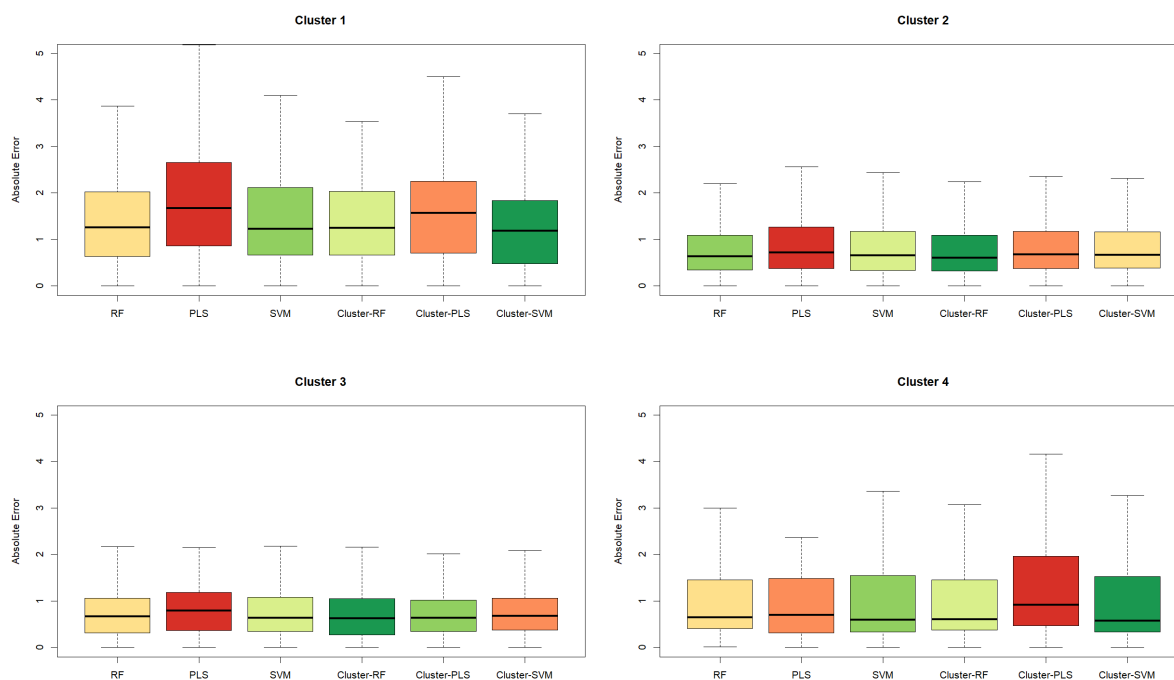 Cluster 1
Absolute Error
5
4
3
2
1
0
RF PLS SVM Cluster-RF Cluster-PLS Cluster-SVM
Cluster 2
Absolute Error
5
4
3
2
1
0
RF PLS SVM Cluster-RF Cluster-PLS Cluster-SVM
Cluster 3
Absolute Error
5
4
3
2
1
0
RF PLS SVM Cluster-RF Cluster-PLS Cluster-SVM
Cluster 4
Absolute Error
5
4
3
2
1
0
RF PLS SVM Cluster-RF Cluster-PLS Cluster-SVM